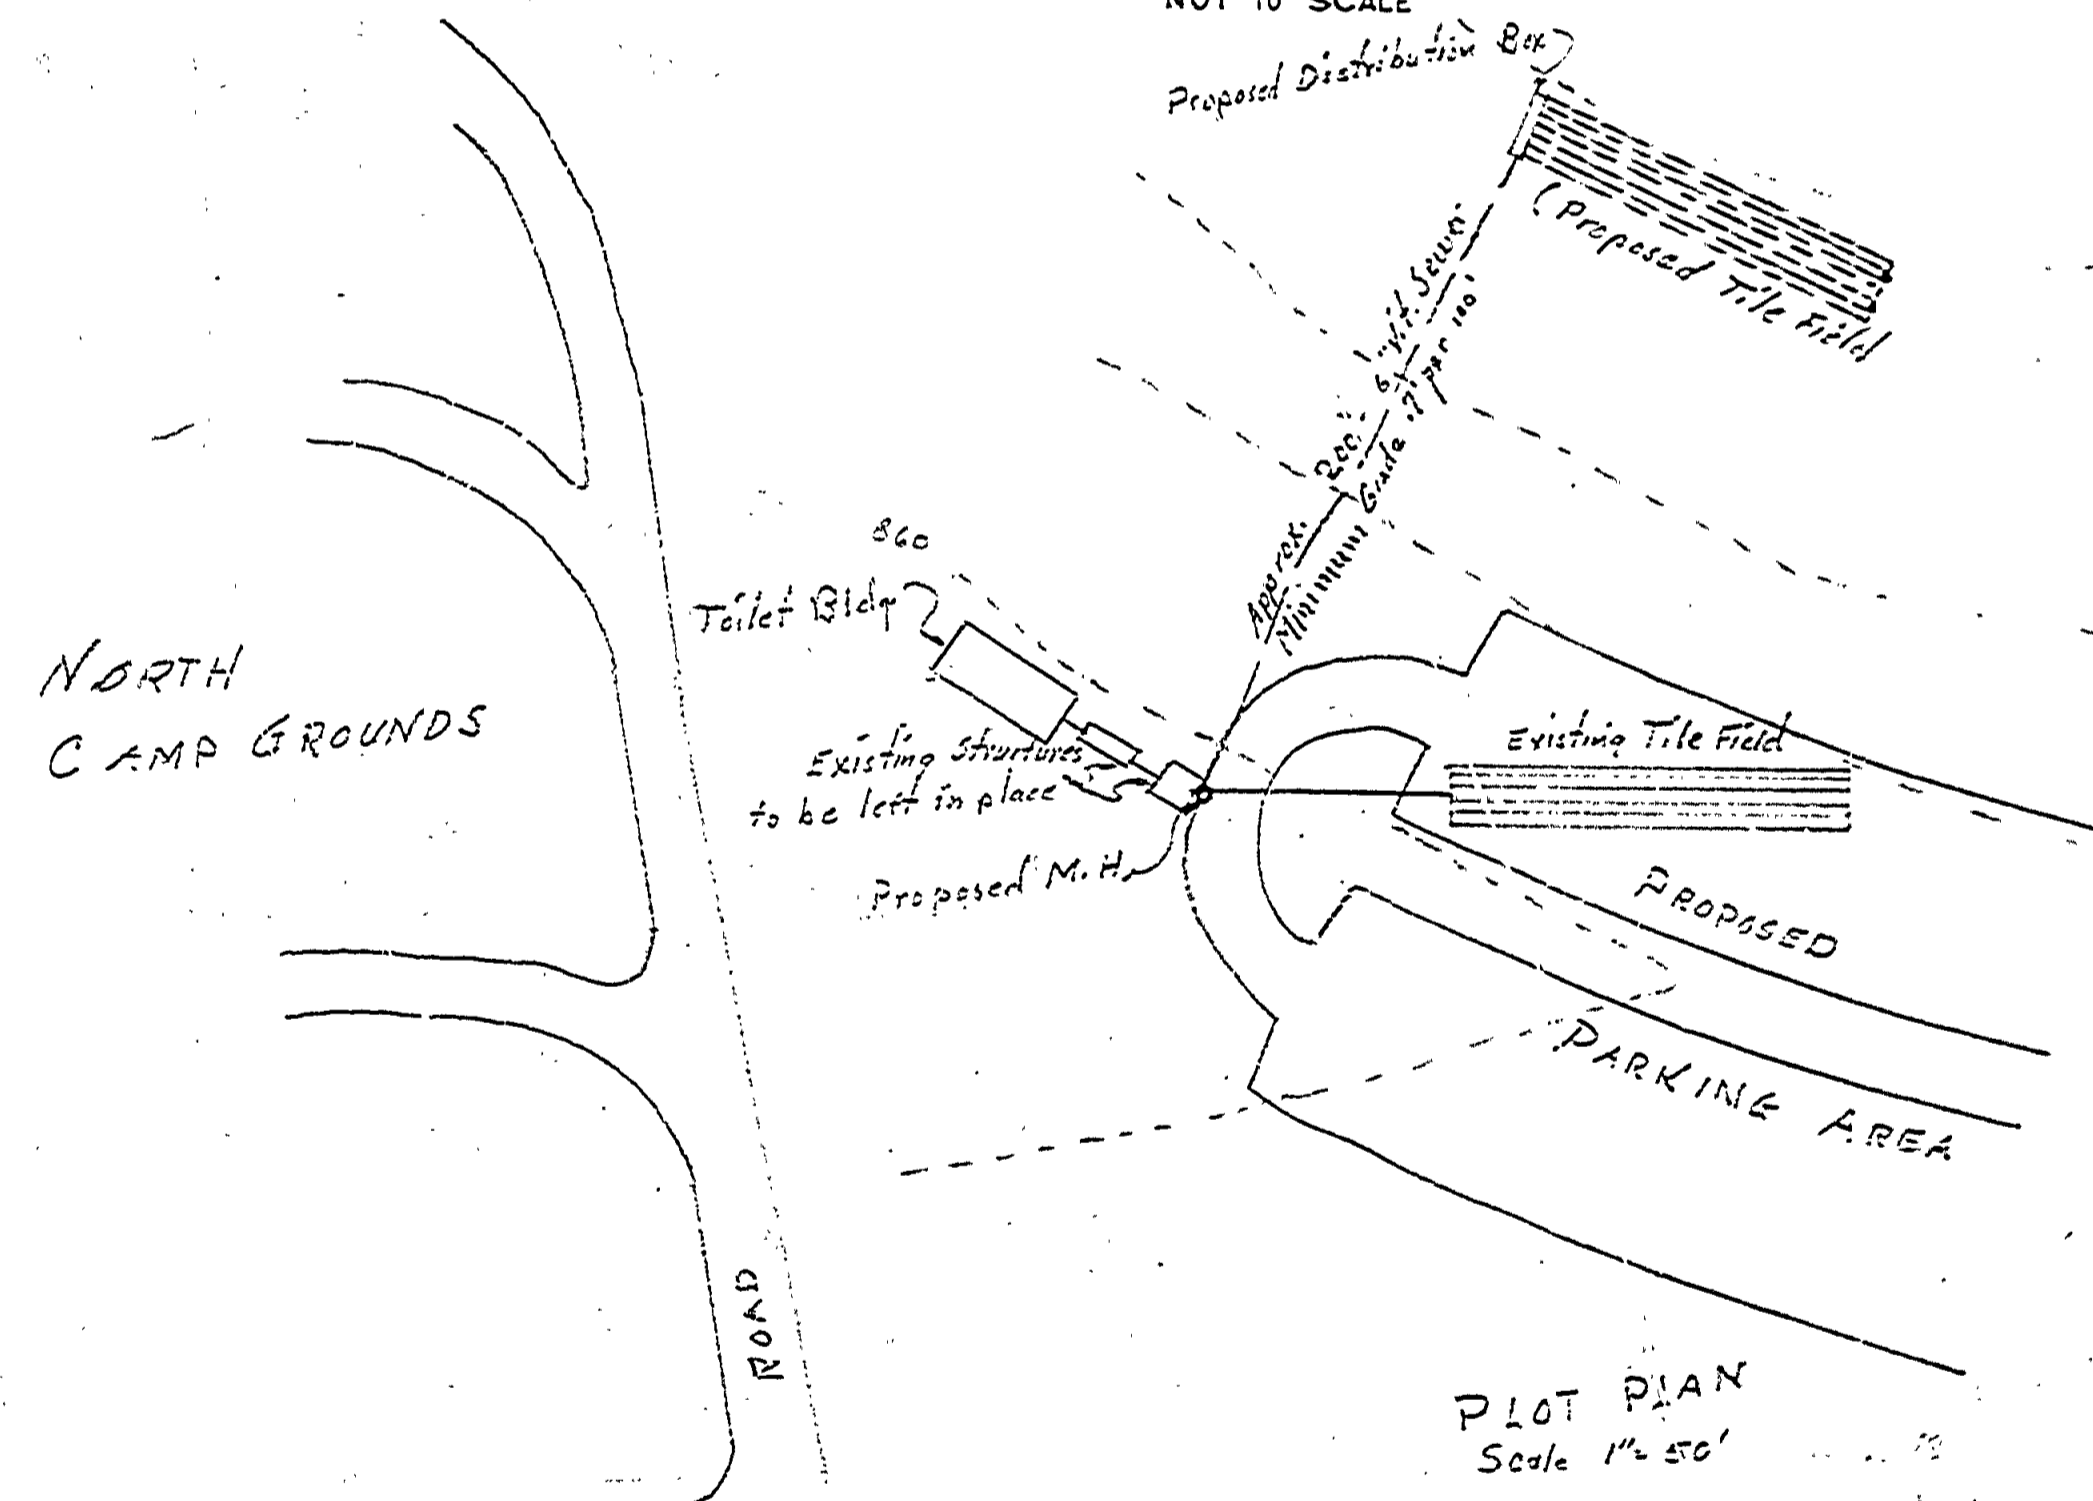 NOT TO SCALE
Proposed Distribution Box
(Proposed Tile Field
Approx. 200' 6" Vit. Sewer
Minimum Grade .7' per 100'
860
Toilet Bldg
NORTH
CAMP GROUNDS
Existing Structures
to be left in place
Existing Tile Field
Proposed M.H.
PROPOSED
PARKING AREA
ROAD
PLOT PLAN
Scale 1"= 50'